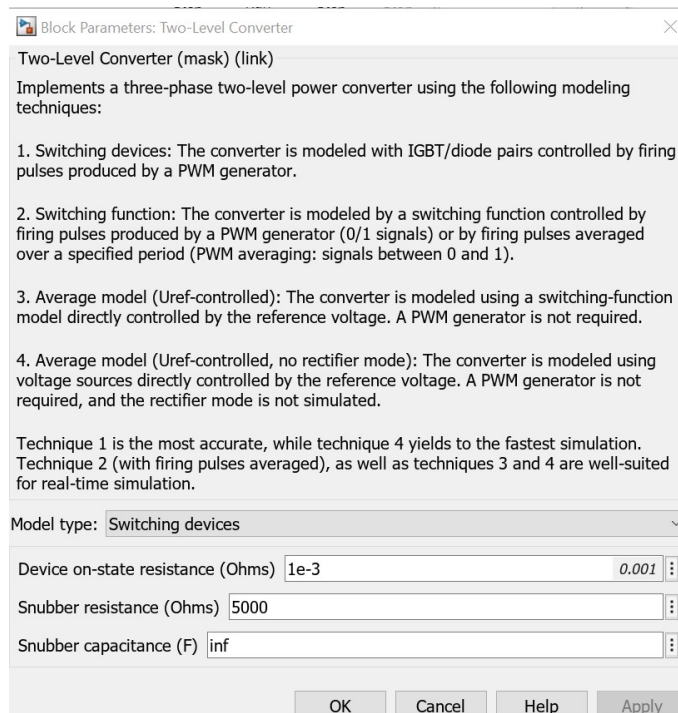 Block Parameters: Two-Level Converter
Two-Level Converter (mask) (link)
Implements a three-phase two-level power converter using the following modeling
techniques:
1. Switching devices: The converter is modeled with IGBT/diode pairs controlled by firing
pulses produced by a PWM generator.
2. Switching function: The converter is modeled by a switching function controlled by
firing pulses produced by a PWM generator (0/1 signals) or by firing pulses averaged
over a specified period (PWM averaging: signals between 0 and 1).
3. Average model (Uref-controlled): The converter is modeled using a switching-function
model directly controlled by the reference voltage. A PWM generator is not required.
4. Average model (Uref-controlled, no rectifier mode): The converter is modeled using
voltage sources directly controlled by the reference voltage. A PWM generator is not
required, and the rectifier mode is not simulated.
Technique 1 is the most accurate, while technique 4 yields to the fastest simulation.
Technique 2 (with firing pulses averaged), as well as techniques 3 and 4 are well-suited
for real-time simulation.
Model type: Switching devices
Device on-state resistance (Ohms) 1e-3 0.001
Snubber resistance (Ohms) 5000
Snubber capacitance (F) inf
OK Cancel Help Apply